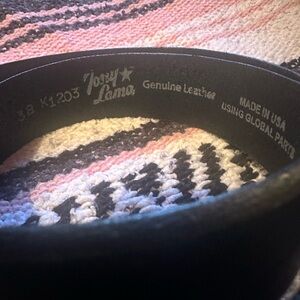 38 K1203
Tony
Lama
Genuine Leather
MADE IN USA
USING GLOBAL PARTS